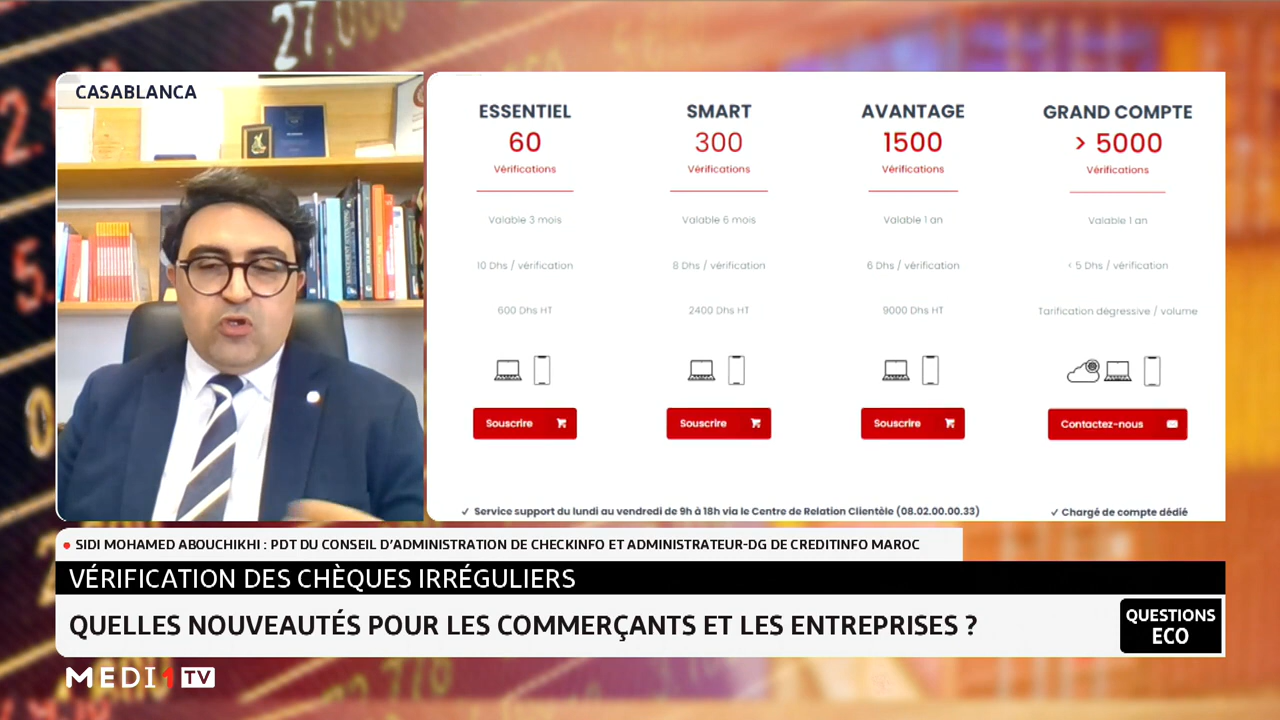 CASABLANCA
ESSENTIEL
60
Vérifications
Valable 3 mois
10 Dhs / vérification
600 Dhs HT
Souscrire
SMART
300
Vérifications
Valable 6 mois
8 Dhs / vérification
2400 Dhs HT
Souscrire
AVANTAGE
1500
Vérifications
Valable 1 an
6 Dhs / vérification
9000 Dhs HT
Souscrire
GRAND COMPTE
> 5000
Vérifications
Valable 1 an
< 5 Dhs / vérification
Tarification dégressive / volume
Contactez-nous
✓ Service support du lundi au vendredi de 9h à 18h via le Centre de Relation Clientèle (08.02.00.00.33)
✓ Chargé de compte dédié
SIDI MOHAMED ABOUCHIKHI : PDT DU CONSEIL D'ADMINISTRATION DE CHECKINFO ET ADMINISTRATEUR-DG DE CREDITINFO MAROC
VÉRIFICATION DES CHÈQUES IRRÉGULIERS
QUELLES NOUVEAUTÉS POUR LES COMMERÇANTS ET LES ENTREPRISES ?
QUESTIONS
ECO
MEDI1TV
27,000